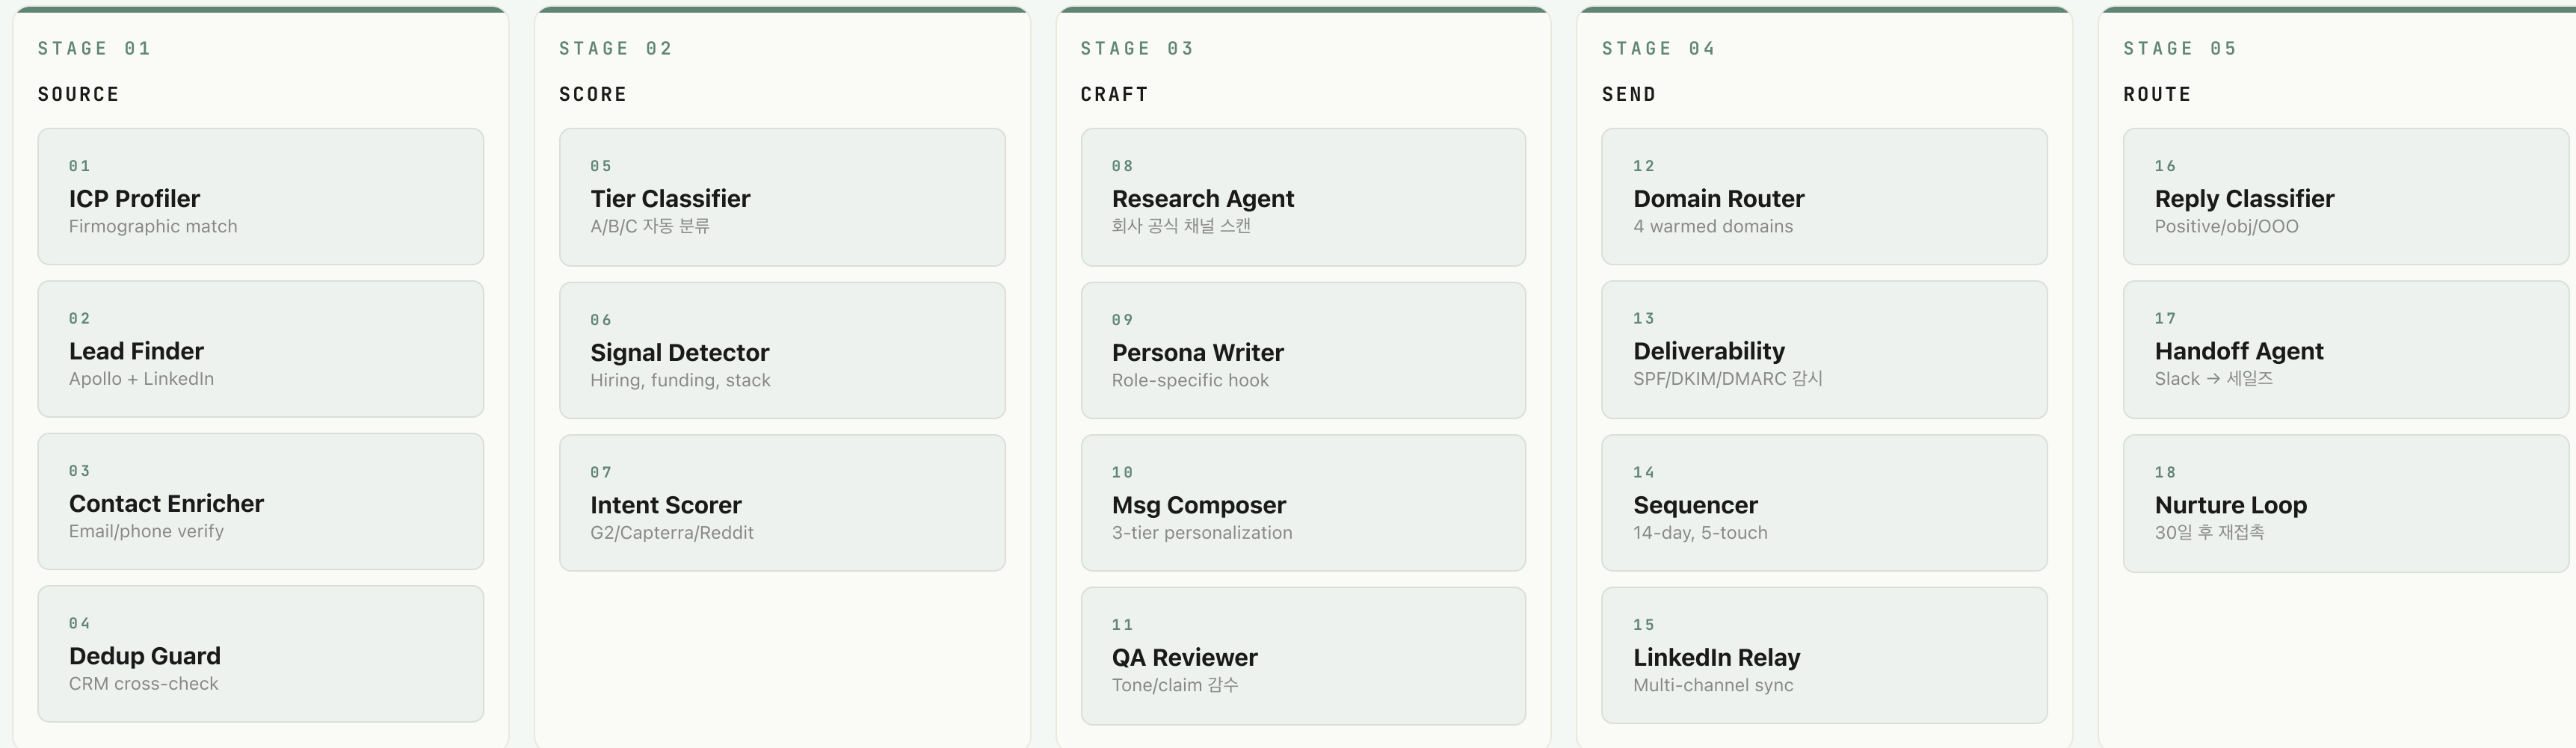 STAGE 01
SOURCE
01
ICP Profiler
Firmographic match
02
Lead Finder
Apollo + LinkedIn
03
Contact Enricher
Email/phone verify
04
Dedup Guard
CRM cross-check
STAGE 02
SCORE
05
Tier Classifier
A/B/C 자동 분류
06
Signal Detector
Hiring, funding, stack
07
Intent Scorer
G2/Capterra/Reddit
STAGE 03
CRAFT
08
Research Agent
회사 공식 채널 스캔
09
Persona Writer
Role-specific hook
10
Msg Composer
3-tier personalization
11
QA Reviewer
Tone/claim 감수
STAGE 04
SEND
12
Domain Router
4 warmed domains
13
Deliverability
SPF/DKIM/DMARC 감시
14
Sequencer
14-day, 5-touch
15
LinkedIn Relay
Multi-channel sync
STAGE 05
ROUTE
16
Reply Classifier
Positive/obj/OOO
17
Handoff Agent
Slack → 세일즈
18
Nurture Loop
30일 후 재접촉